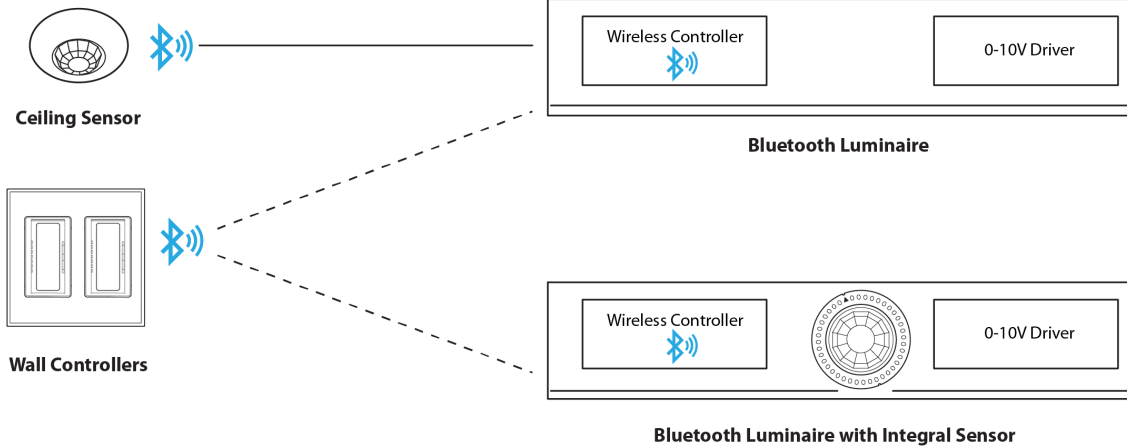 Wireless Controller
0-10V Driver
Ceiling Sensor
Bluetooth Luminaire
Wireless Controller
0-10V Driver
Wall Controllers
Bluetooth Luminaire with Integral Sensor